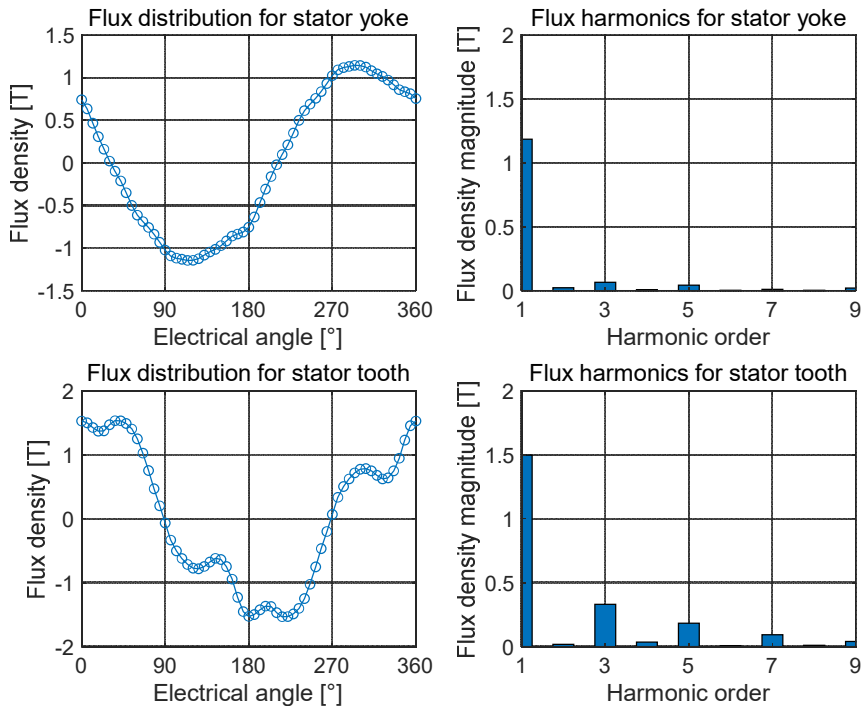 Flux distribution for stator yoke
Flux density [T]
1.5
1
0.5
0
-0.5
-1
-1.5
0 90 180 270 360
Electrical angle [°]
Flux harmonics for stator yoke
Flux density magnitude [T]
2
1.5
1
0.5
0
1 3 5 7 9
Harmonic order
Flux distribution for stator tooth
Flux density [T]
2
1
0
-1
-2
0 90 180 270 360
Electrical angle [°]
Flux harmonics for stator tooth
Flux density magnitude [T]
2
1.5
1
0.5
0
1 3 5 7 9
Harmonic order